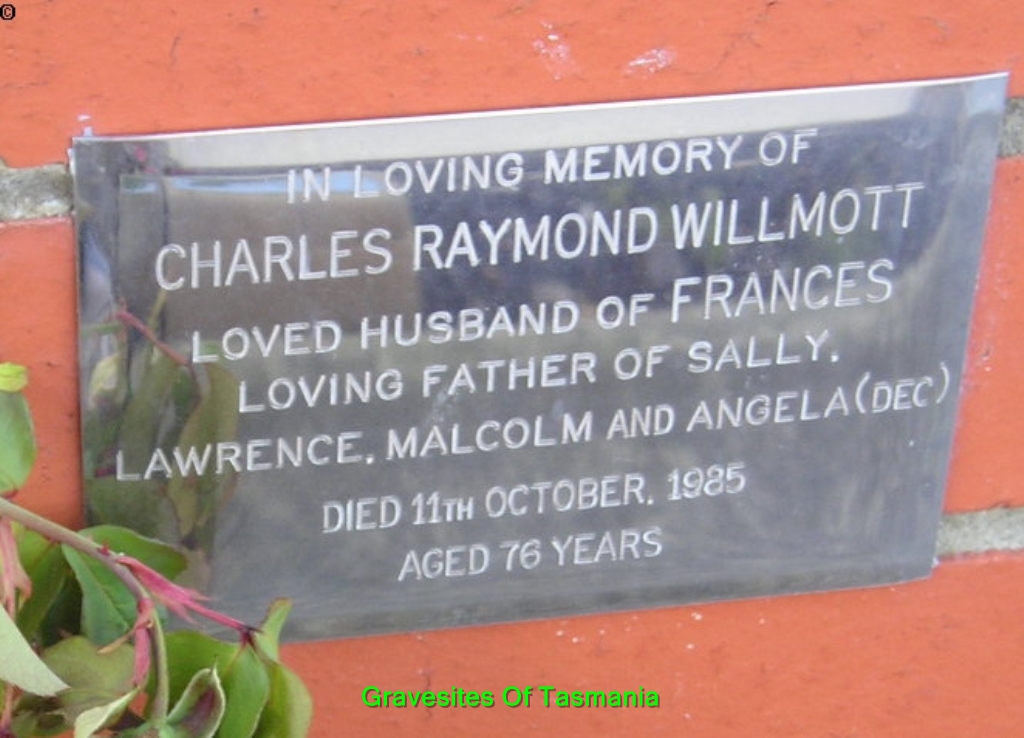 ©
IN LOVING MEMORY OF
CHARLES RAYMOND WILLMOTT
LOVED HUSBAND OF FRANCES
LOVING FATHER OF SALLY,
LAWRENCE, MALCOLM AND ANGELA (DEC)
DIED 11TH OCTOBER, 1985
AGED 76 YEARS
Gravesites Of Tasmania